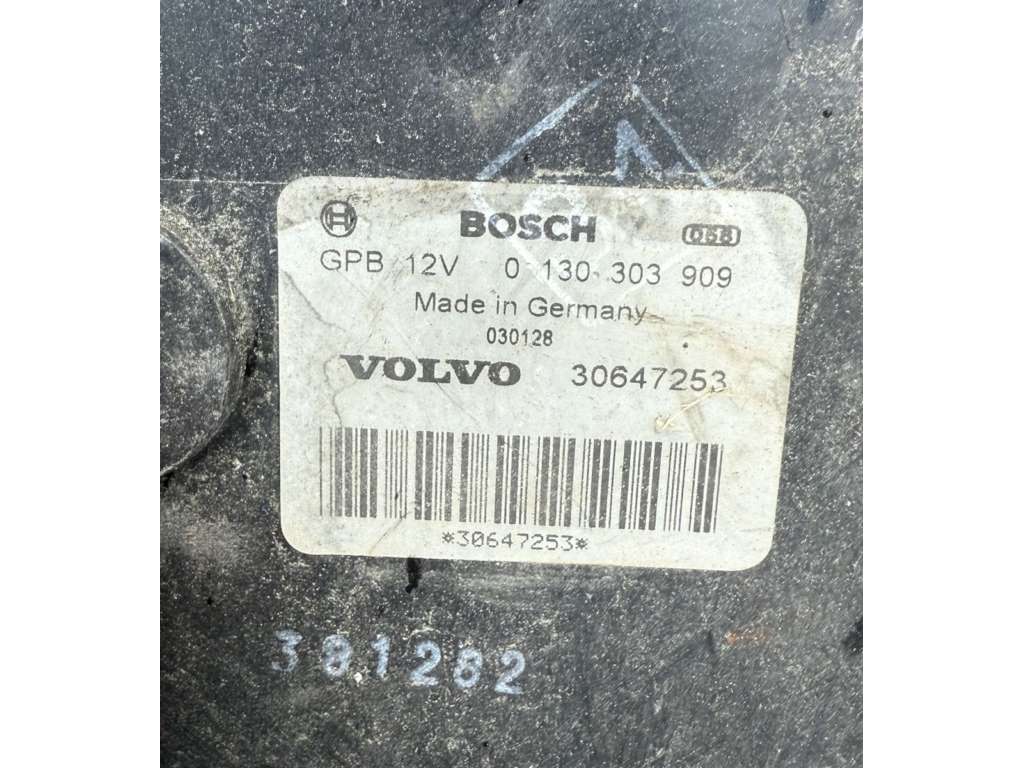 BOSCH
GPB 12V 0 130 303 909
Made in Germany
030128
VOLVO 30647253
*30647253*
381282